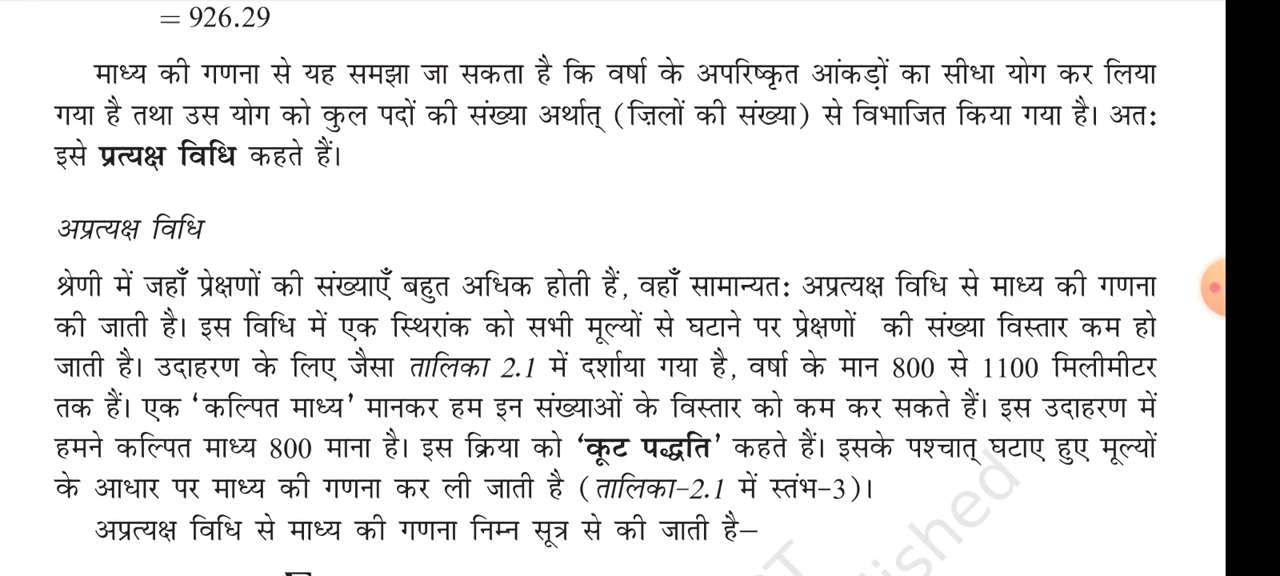 = 926.29
माध्य की गणना से यह समझा जा सकता है कि वर्षा के अपरिष्कृत आंकड़ों का सीधा योग कर लिया
गया है तथा उस योग को कुल पदों की संख्या अर्थात् (ज़िलों की संख्या) से विभाजित किया गया है। अत:
इसे प्रत्यक्ष विधि कहते हैं।
अप्रत्यक्ष विधि
श्रेणी में जहाँ प्रेक्षणों की संख्याएँ बहुत अधिक होती हैं, वहाँ सामान्यत: अप्रत्यक्ष विधि से माध्य की गणना
की जाती है। इस विधि में एक स्थिरांक को सभी मूल्यों से घटाने पर प्रेक्षणों की संख्या विस्तार कम हो
जाती है। उदाहरण के लिए जैसा तालिका 2.1 में दर्शाया गया है, वर्षा के मान 800 से 1100 मिलीमीटर
तक हैं। एक ‘कल्पित माध्य’ मानकर हम इन संख्याओं के विस्तार को कम कर सकते हैं। इस उदाहरण में
हमने कल्पित माध्य 800 माना है। इस क्रिया को ‘कूट पद्धति’ कहते हैं। इसके पश्चात् घटाए हुए मूल्यों
के आधार पर माध्य की गणना कर ली जाती है (तालिका-2.1 में स्तंभ-3)।
अप्रत्यक्ष विधि से माध्य की गणना निम्न सूत्र से की जाती है–